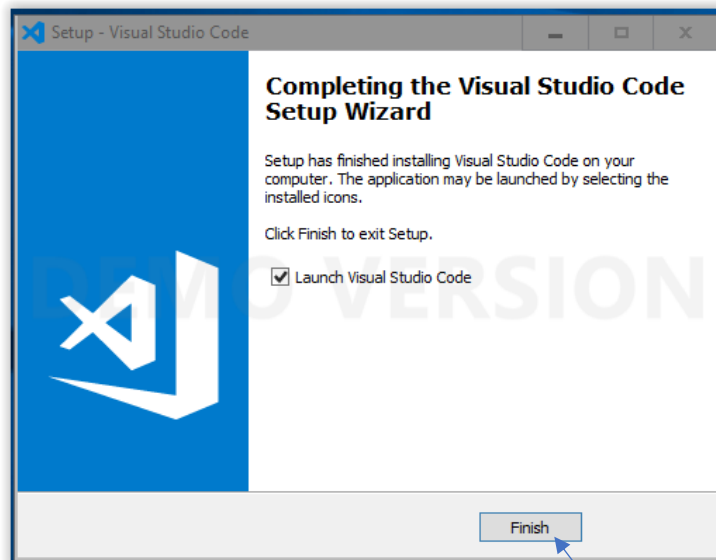 Setup - Visual Studio Code
Completing the Visual Studio Code
Setup Wizard
Setup has finished installing Visual Studio Code on your
computer. The application may be launched by selecting the
installed icons.
Click Finish to exit Setup.
Launch Visual Studio Code
DEMO VERSION
Finish